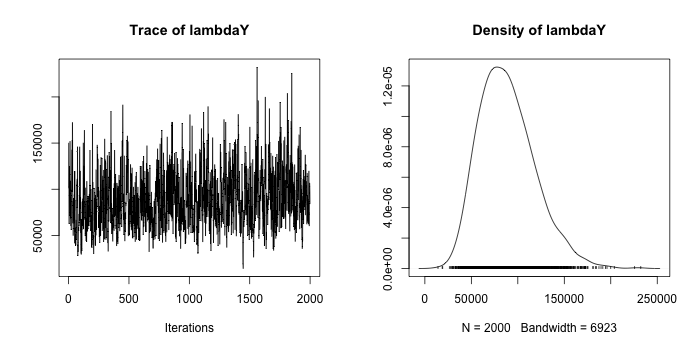 Trace of lambdaY
150000
50000
0
500
1000
1500
2000
Iterations
Density of lambdaY
1.2e-05
8.0e-06
4.0e-06
0.0e+00
0
50000
150000
250000
N = 2000   Bandwidth = 6923